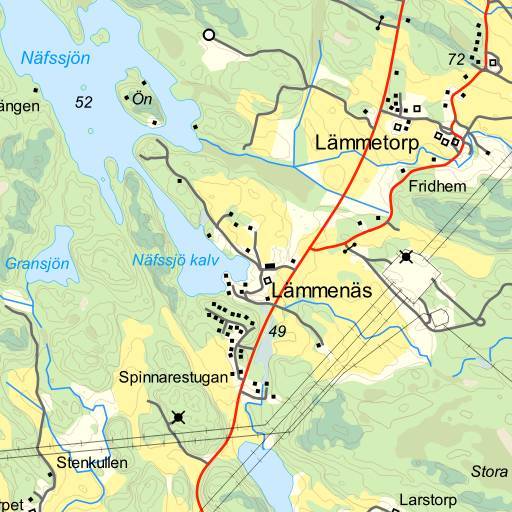 Näfssjön
72
52
Ön
ängen
Lämmetorp
Fridhem
Näfssjö kalv
Gransjön
Lämmenäs
49
Spinnarestugan
Stenkullen
Stora
rpet
Larstorp